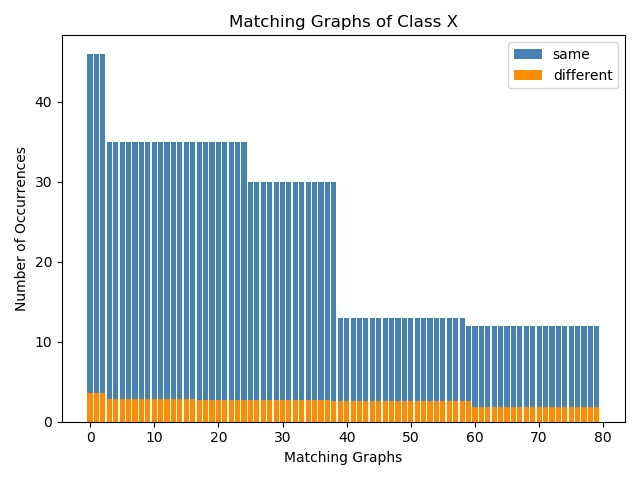 Matching Graphs of Class X
same
different
Number of Occurrences
40
30
20
10
0
0 10 20 30 40 50 60 70 80
Matching Graphs